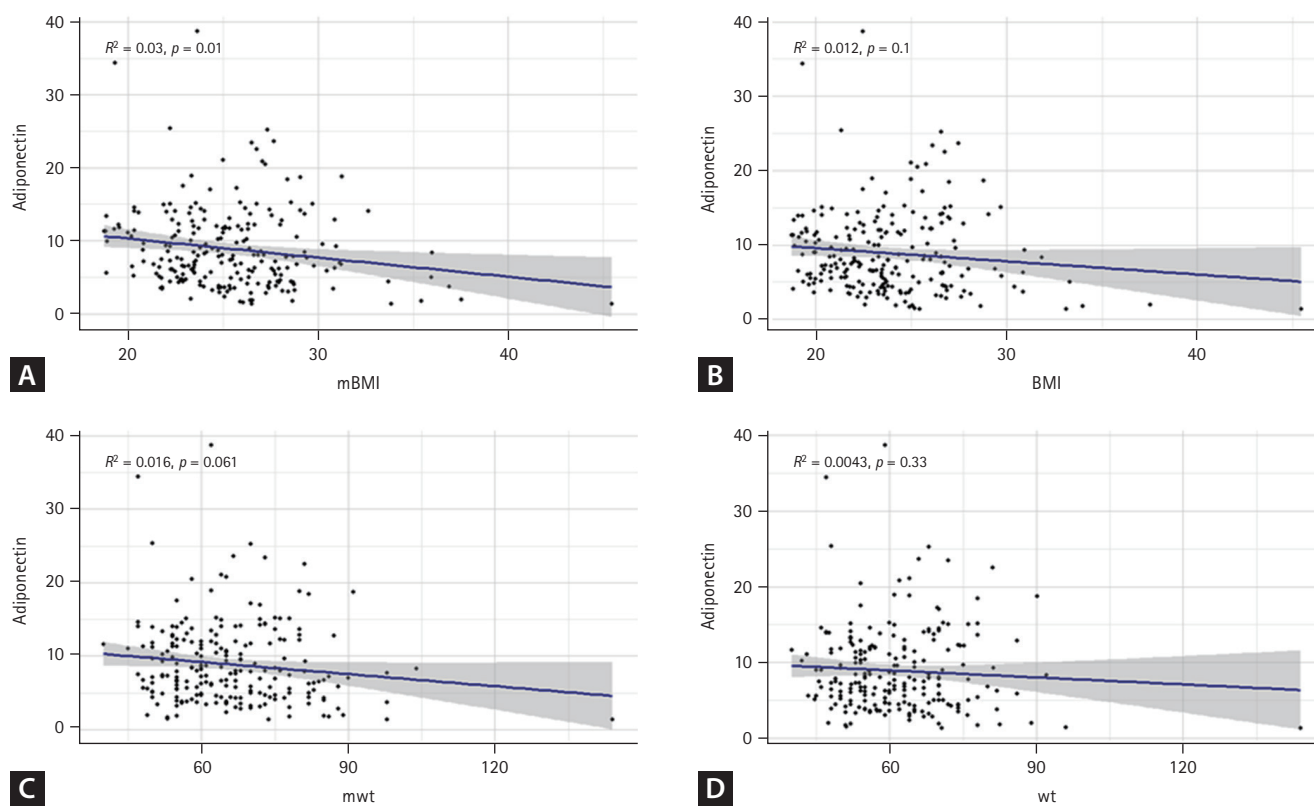 40
R² = 0.03, p = 0.01
30
20
10
0
Adiponectin
20 30 40
mBMI
A
40
R² = 0.012, p = 0.1
30
20
10
0
Adiponectin
20 30 40
BMI
B
40
R² = 0.016, p = 0.061
30
20
10
0
Adiponectin
60 90 120
mwt
C
40
R² = 0.0043, p = 0.33
30
20
10
0
Adiponectin
60 90 120
wt
D